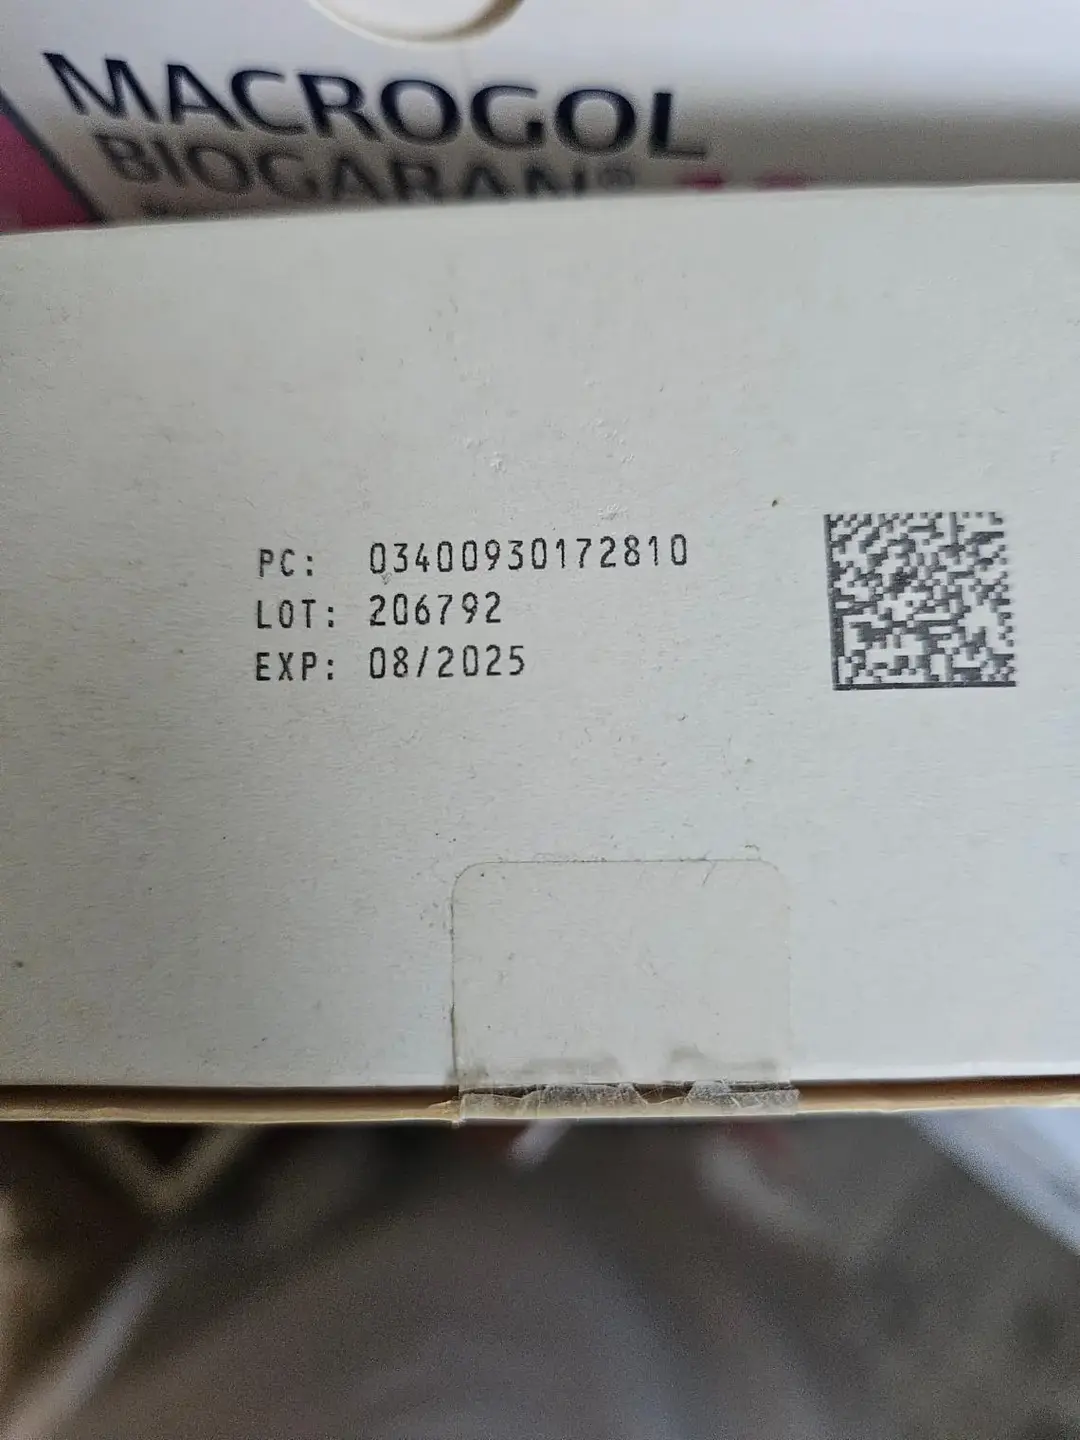 MACROGOL
BIOGARAN®
PC: 03400930172810
LOT: 206792
EXP: 08/2025